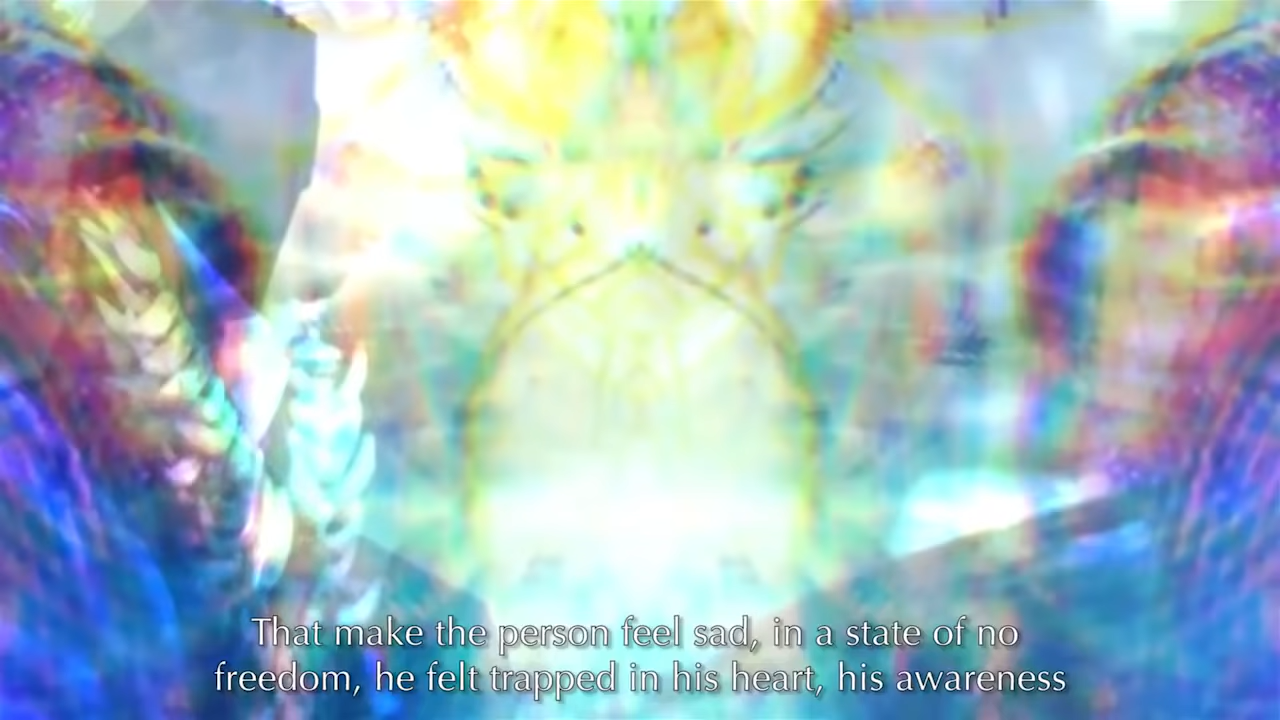 That make the person feel sad, in a state of no
freedom, he felt trapped in his heart, his awareness